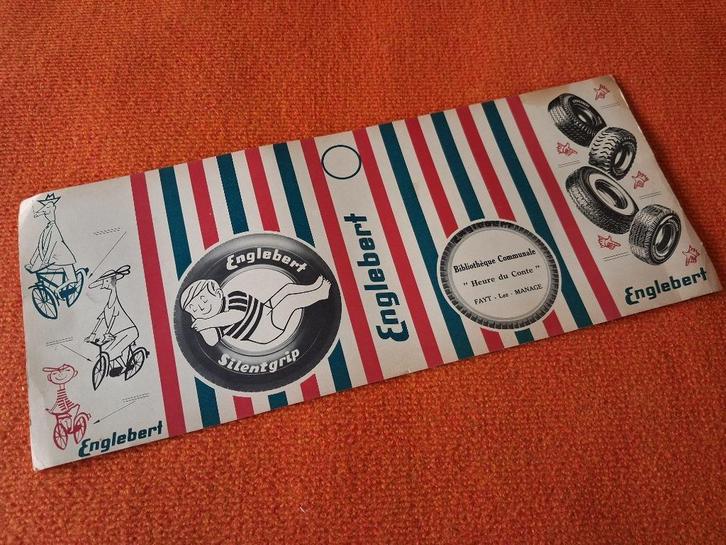 Englebert
Englebert
Silentgrip
Englebert
Bibliothèque Communale
" Heure du Conte "
FAYT - Lez - MANAGE
Englebert